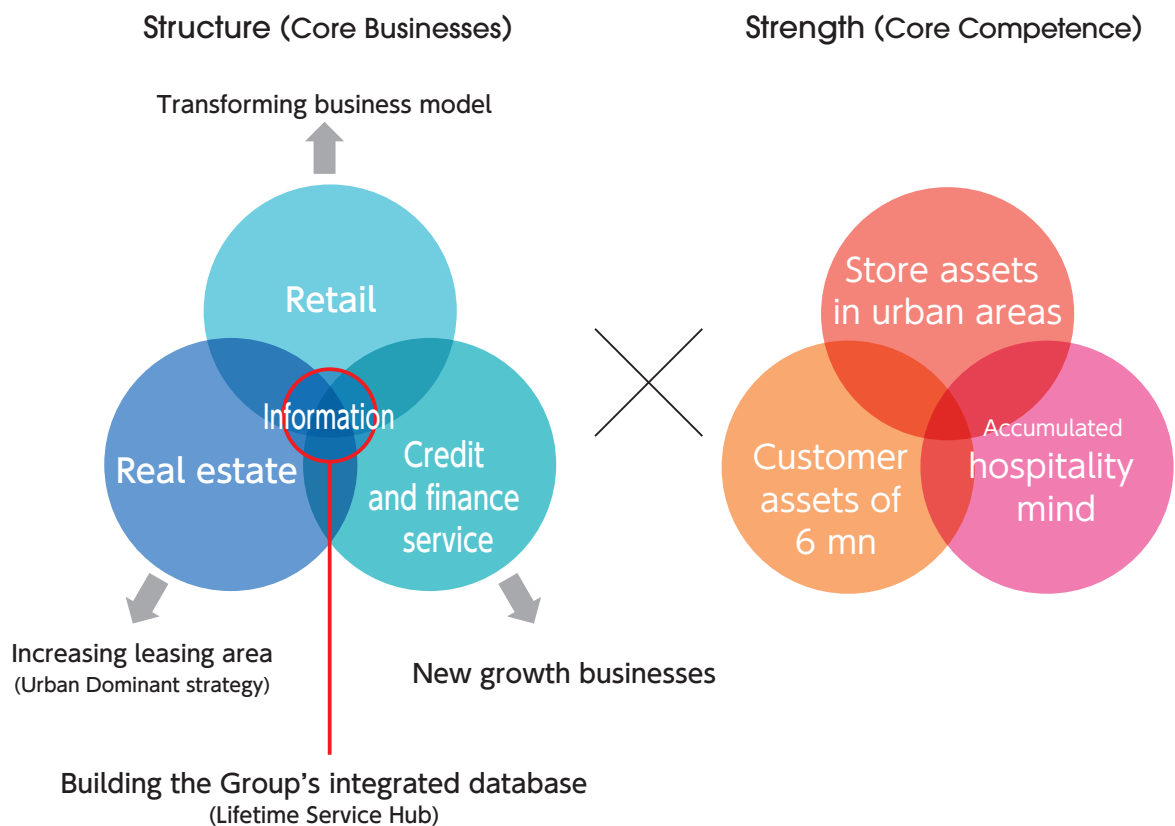 Structure (Core Businesses)
Transforming business model
Retail
Information
Real estate
Credit
and finance
service
Increasing leasing area
(Urban Dominant strategy)
New growth businesses
Building the Group's integrated database
(Lifetime Service Hub)
Strength (Core Competence)
Store assets
in urban areas
Customer
assets of
6 mn
Accumulated
hospitality
mind